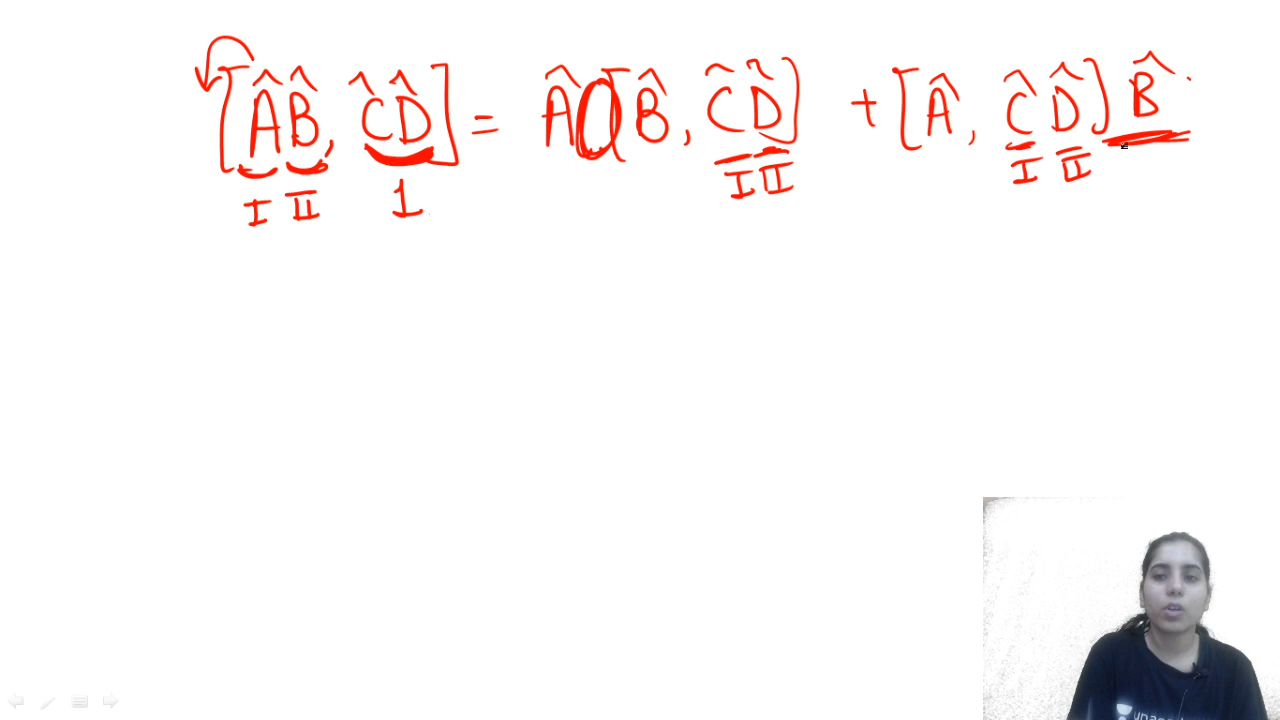 [ÂB̂, ĈD̂] = Â[B̂, ĈD̂] + [Â, ĈD̂]B̂.
I II 1 I II I II